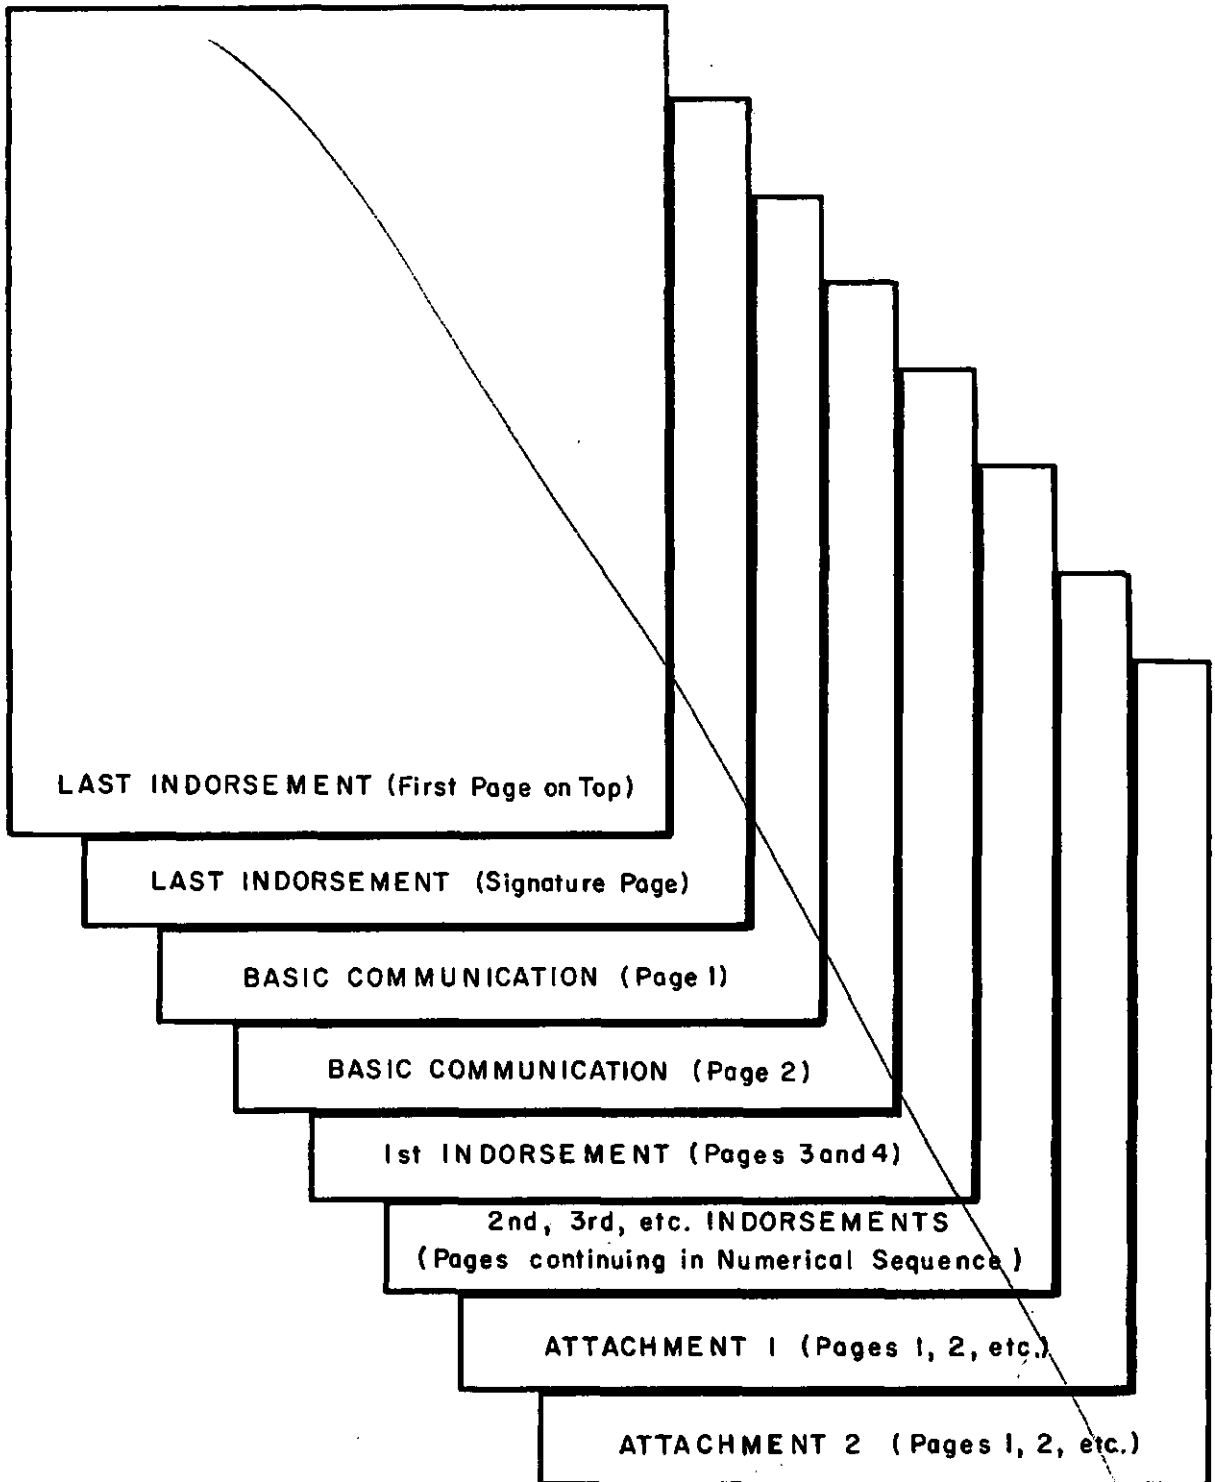 LAST INDORSEMENT (First Page on Top)
LAST INDORSEMENT (Signature Page)
BASIC COMMUNICATION (Page 1)
BASIC COMMUNICATION (Page 2)
1st INDORSEMENT (Pages 3 and 4)
2nd, 3rd, etc. INDORSEMENTS
(Pages continuing in Numerical Sequence)
ATTACHMENT 1 (Pages 1, 2, etc.)
ATTACHMENT 2 (Pages 1, 2, etc.)